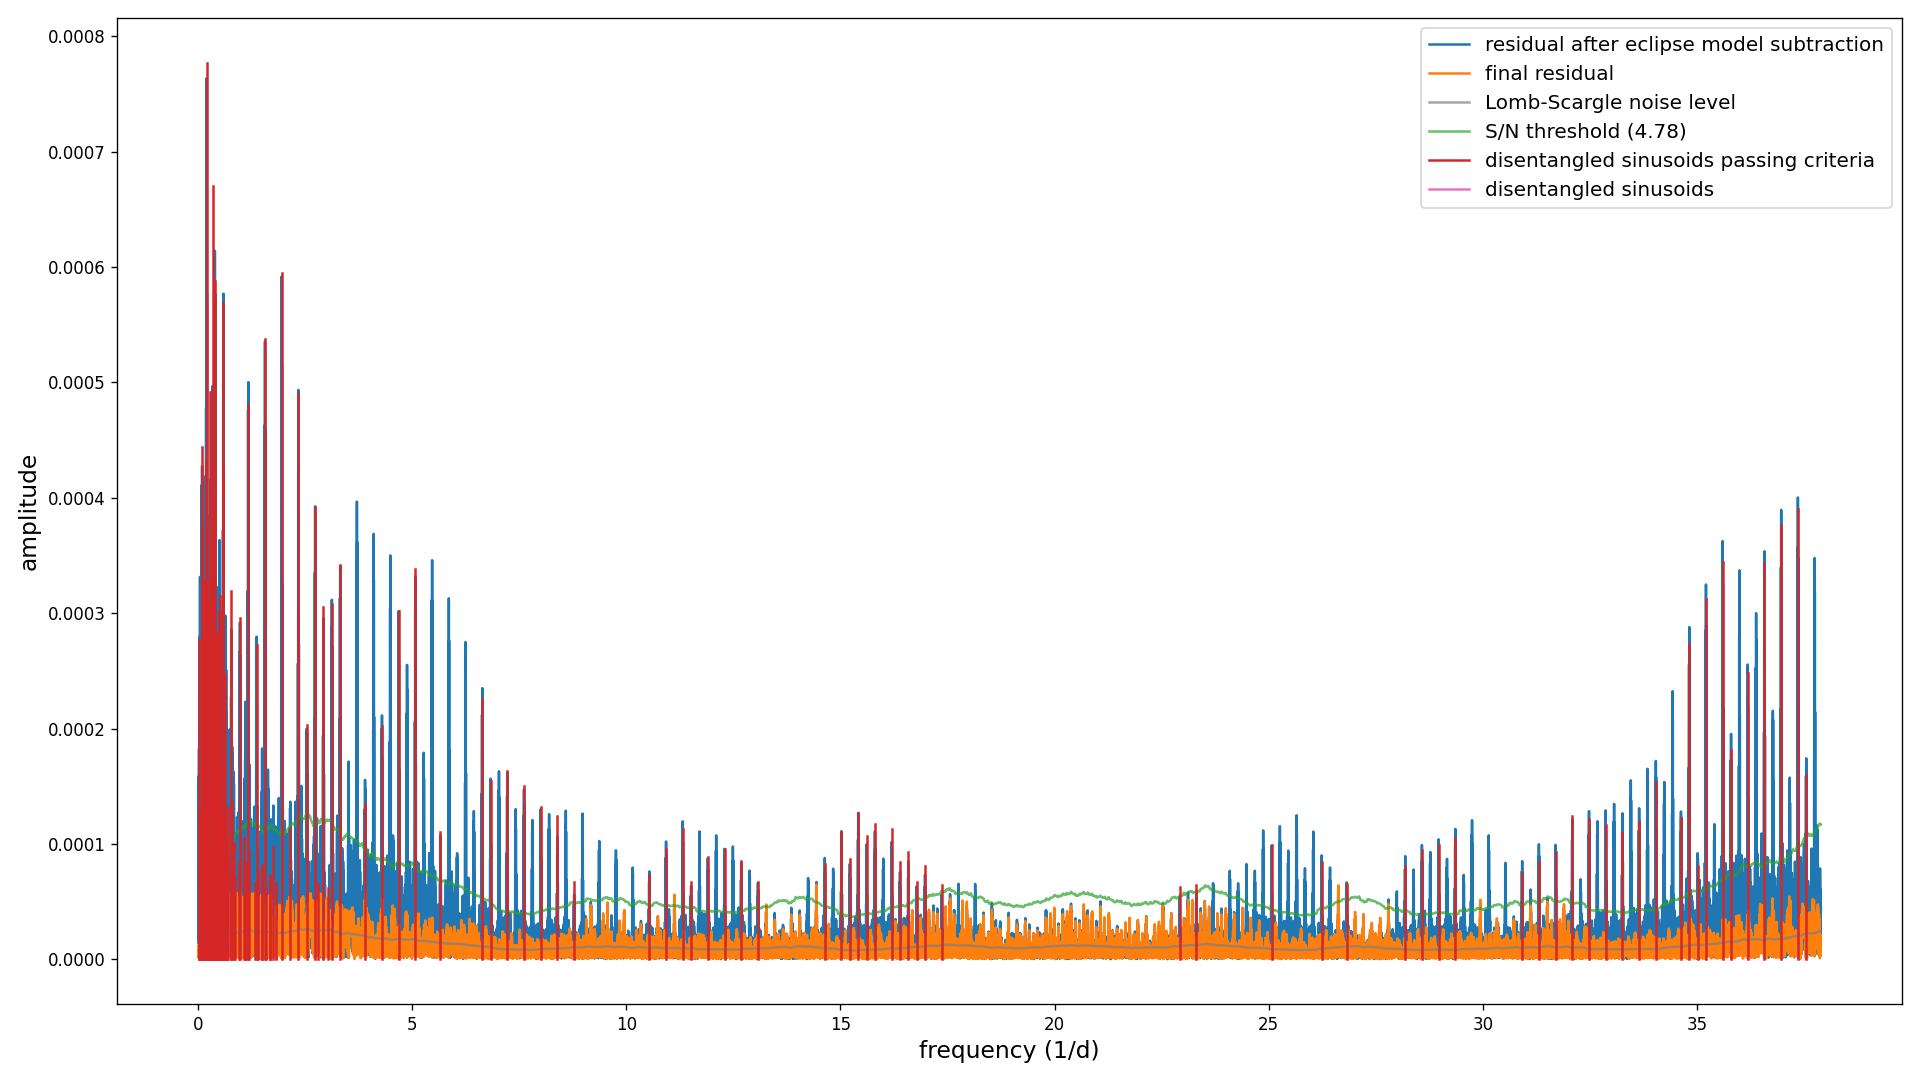 0.0008
0.0007
0.0006
0.0005
0.0004
0.0003
0.0002
0.0001
0.0000
amplitude
0 5 10 15 20 25 30 35
frequency (1/d)
residual after eclipse model subtraction
final residual
Lomb-Scargle noise level
S/N threshold (4.78)
disentangled sinusoids passing criteria
disentangled sinusoids